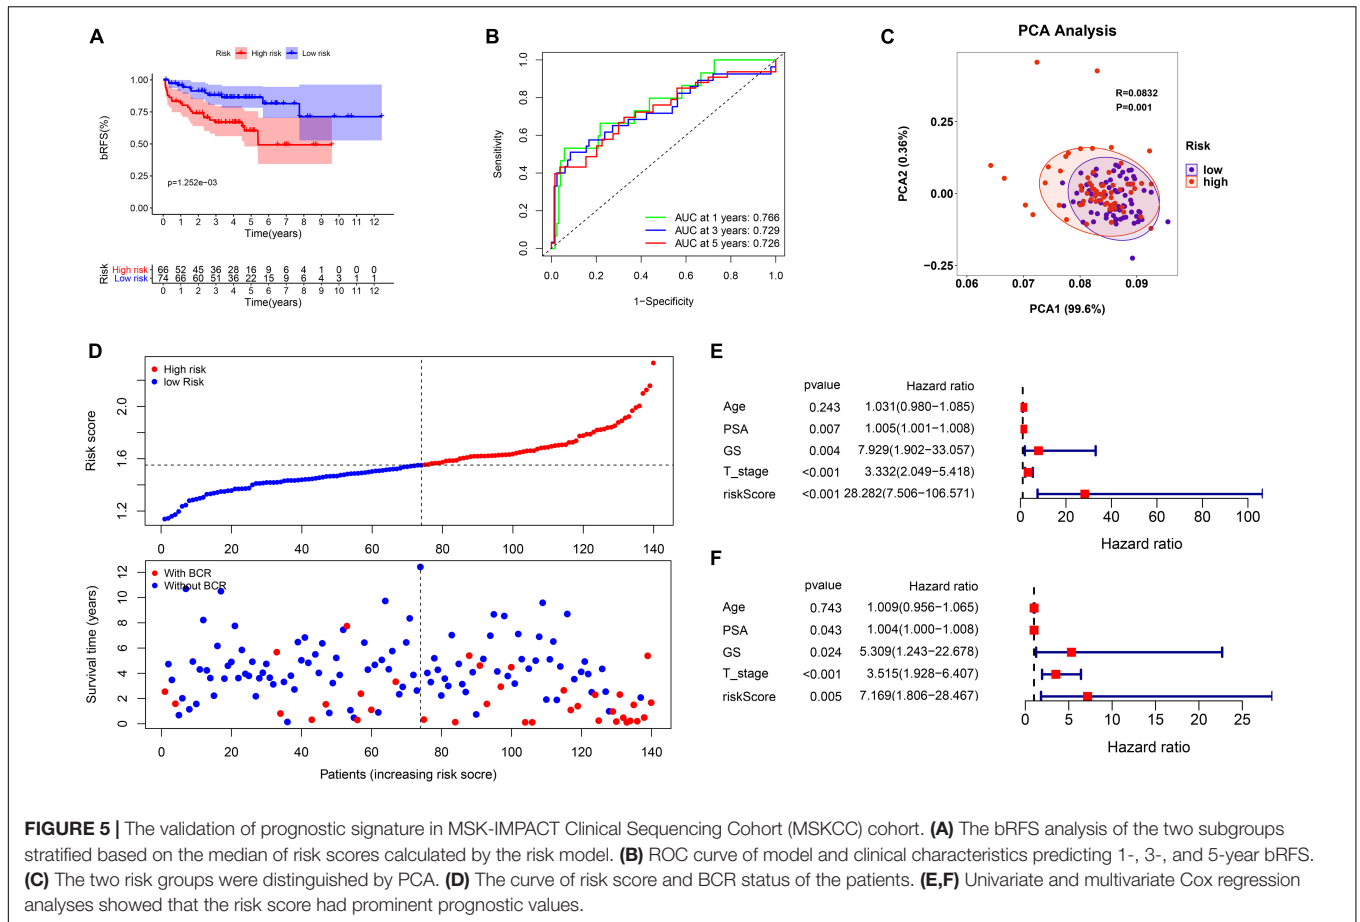 A
Risk High risk Low risk
1.00
0.75
0.50
0.25
0.00
bRFS(%)
p=1.252e−03
0 1 2 3 4 5 6 7 8 9 10 11 12
Time(years)
Risk
High risk 66 52 45 36 28 16 9 6 4 1 0 0 0
Low risk 74 66 60 51 36 22 15 9 6 4 3 1 1
0 1 2 3 4 5 6 7 8 9 10 11 12
Time(years)
B
1.0
0.8
0.6
0.4
0.2
0.0
Sensitivity
AUC at 1 years: 0.766
AUC at 3 years: 0.729
AUC at 5 years: 0.726
0.0 0.2 0.4 0.6 0.8 1.0
1−Specificity
C
PCA Analysis
R=0.0832
P=0.001
0.25
0.00
−0.25
PCA2 (0.36%)
0.06 0.07 0.08 0.09
PCA1 (99.6%)
Risk
low
high
D
High risk
low Risk
2.0
1.6
1.2
Risk score
0 20 40 60 80 100 120 140
With BCR
Without BCR
12
10
8
6
4
2
0
Survival time (years)
0 20 40 60 80 100 120 140
Patients (increasing risk socre)
E
pvalue Hazard ratio
Age 0.243 1.031(0.980−1.085)
PSA 0.007 1.005(1.001−1.008)
GS 0.004 7.929(1.902−33.057)
T_stage <0.001 3.332(2.049−5.418)
riskScore <0.001 28.282(7.506−106.571)
0 20 40 60 80 100
Hazard ratio
F
pvalue Hazard ratio
Age 0.743 1.009(0.956−1.065)
PSA 0.043 1.004(1.000−1.008)
GS 0.024 5.309(1.243−22.678)
T_stage <0.001 3.515(1.928−6.407)
riskScore 0.005 7.169(1.806−28.467)
0 5 10 15 20 25
Hazard ratio
FIGURE 5 | The validation of prognostic signature in MSK-IMPACT Clinical Sequencing Cohort (MSKCC) cohort. (A) The bRFS analysis of the two subgroups
stratified based on the median of risk scores calculated by the risk model. (B) ROC curve of model and clinical characteristics predicting 1-, 3-, and 5-year bRFS.
(C) The two risk groups were distinguished by PCA. (D) The curve of risk score and BCR status of the patients. (E,F) Univariate and multivariate Cox regression
analyses showed that the risk score had prominent prognostic values.